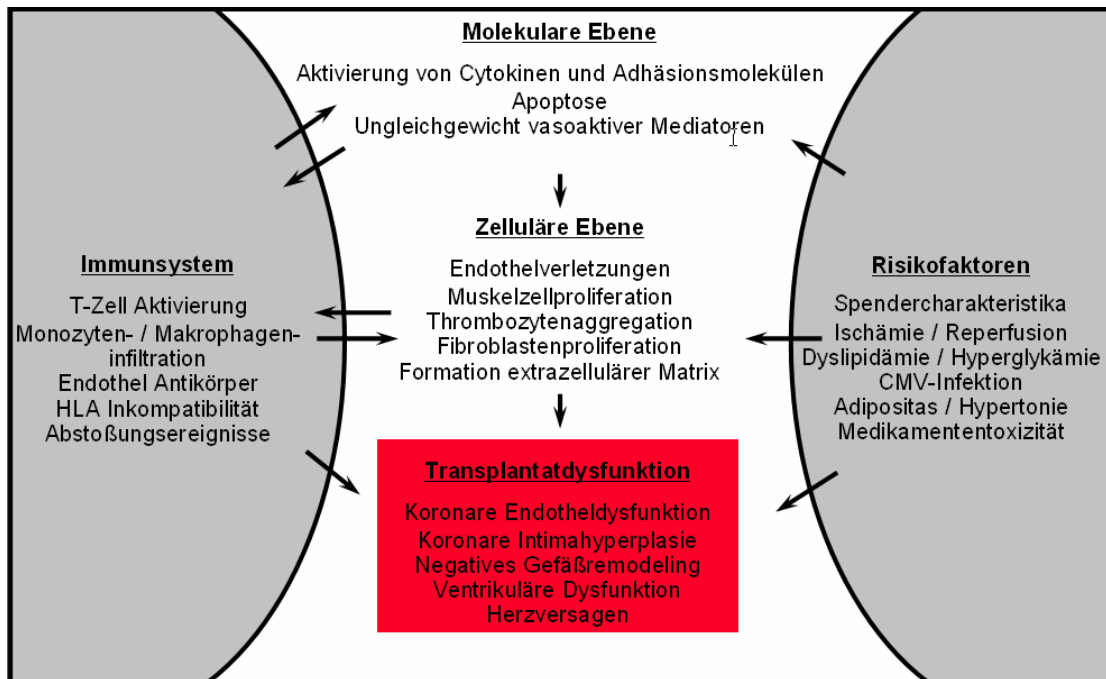 Molekulare Ebene
Aktivierung von Cytokinen und Adhäsionsmolekülen
Apoptose
Ungleichgewicht vasoaktiver Mediatoren
Immunsystem
T-Zell Aktivierung
Monozyten- / Makrophagen-
infiltration
Endothel Antikörper
HLA Inkompatibilität
Abstoßungsereignisse
Zelluläre Ebene
Endothelverletzungen
Muskelzellproliferation
Thrombozytenaggregation
Fibroblastenproliferation
Formation extrazellulärer Matrix
Risikofaktoren
Spendercharakteristika
Ischämie / Reperfusion
Dyslipidämie / Hyperglykämie
CMV-Infektion
Adipositas / Hypertonie
Medikamententoxizität
Transplantatdysfunktion
Koronare Endotheldysfunktion
Koronare Intimahyperplasie
Negatives Gefäßremodeling
Ventrikuläre Dysfunktion
Herzversagen